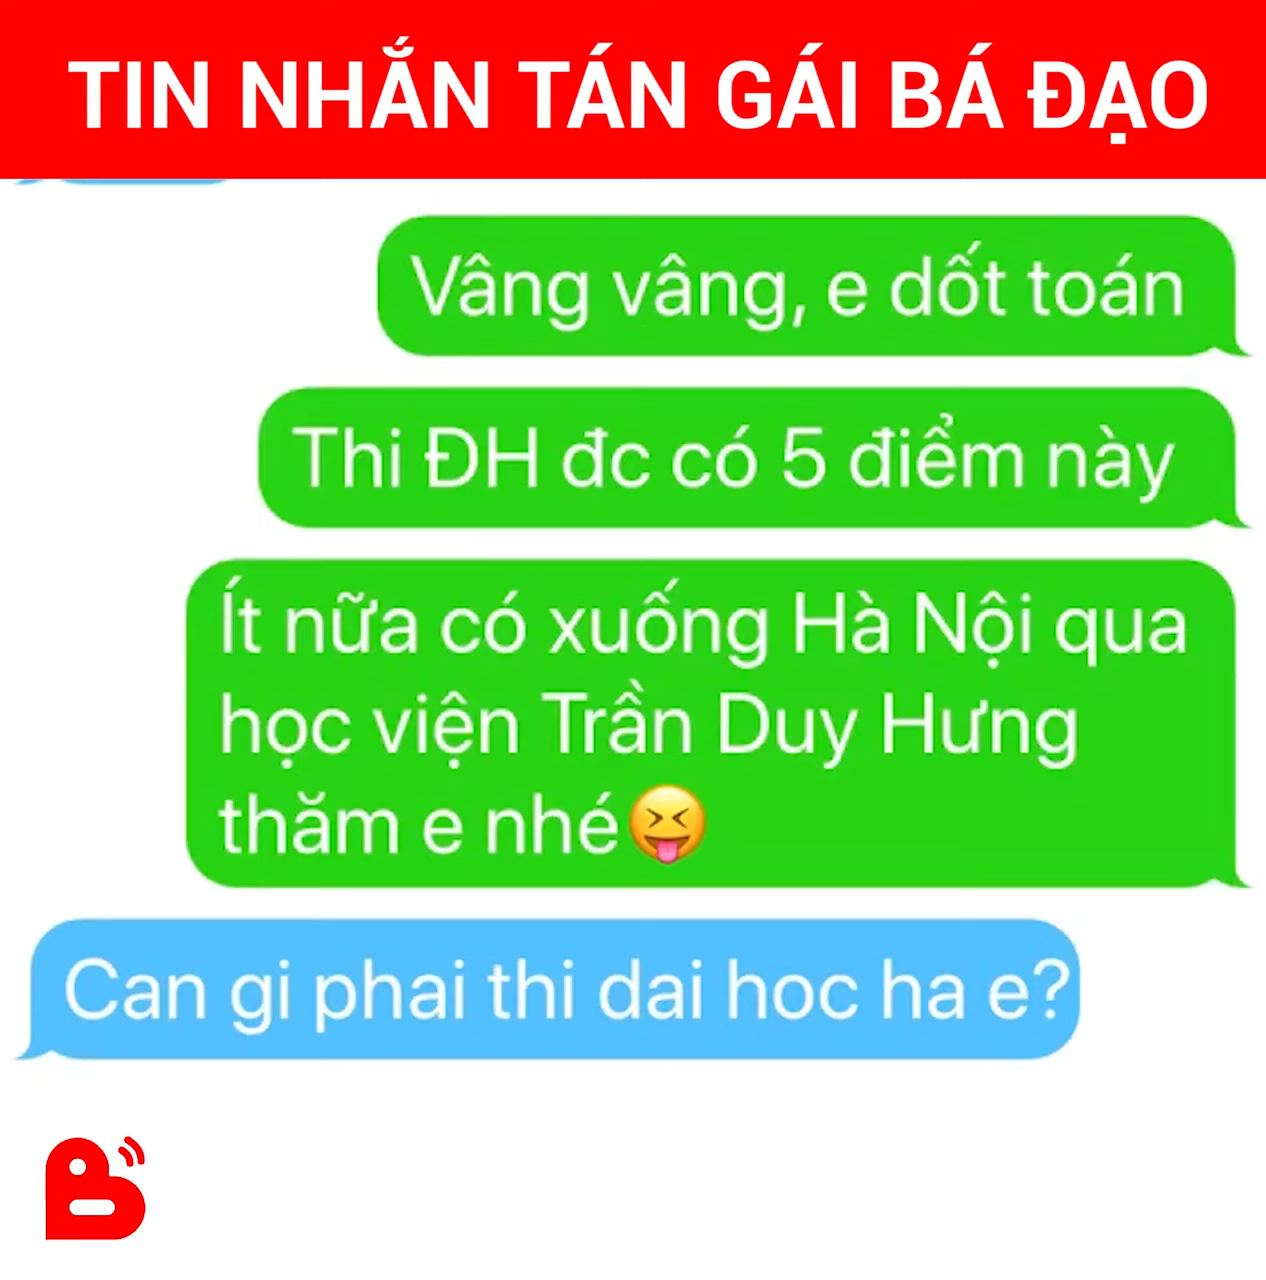 TIN NHẮN TÁN GÁI BÁ ĐẠO
Vâng vâng, e dốt toán
Thi ĐH đc có 5 điểm này
Ít nữa có xuống Hà Nội qua
học viện Trần Duy Hưng
thăm e nhé😝
Can gi phai thi dai hoc ha e?